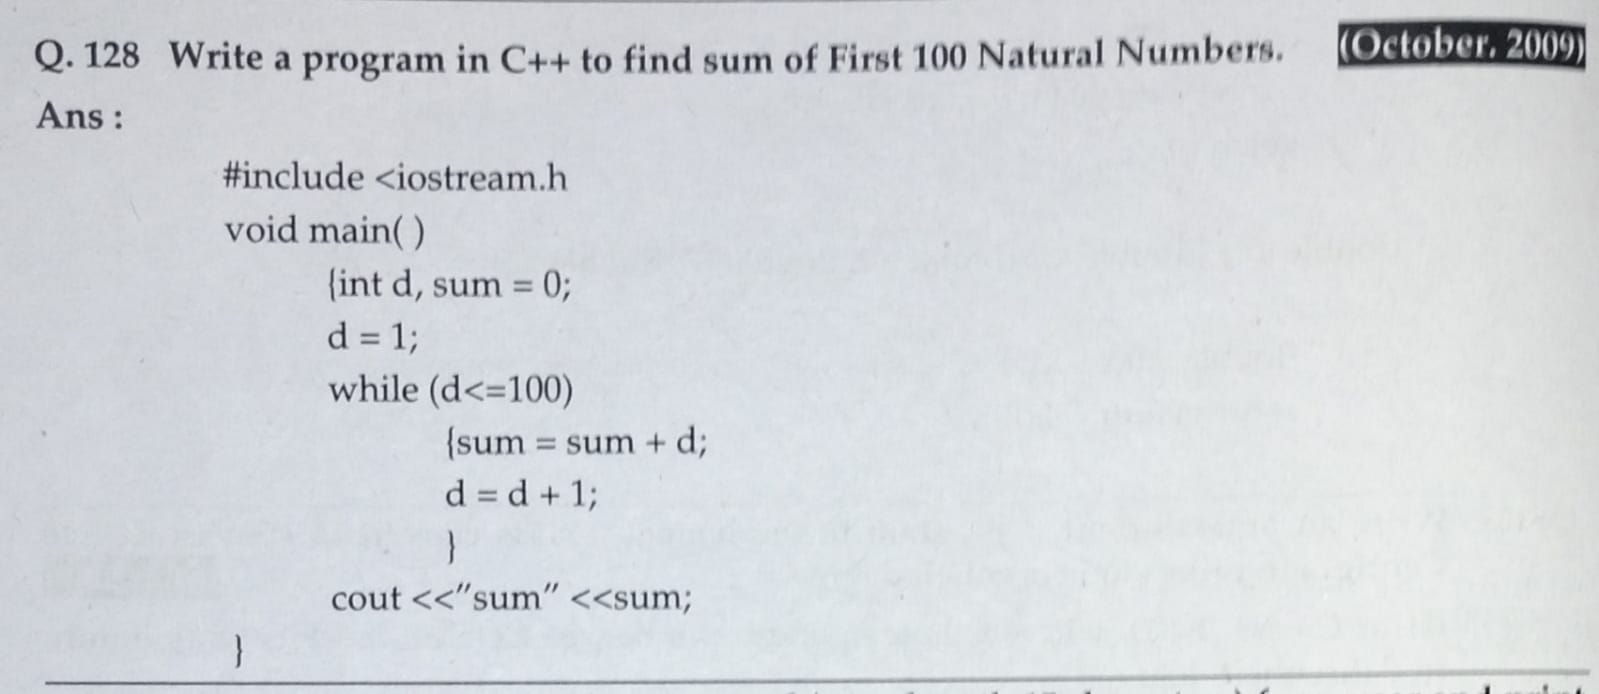 Q. 128 Write a program in C++ to find sum of First 100 Natural Numbers. (October, 2009)
Ans :
#include <iostream.h
void main( )
{int d, sum = 0;
d = 1;
while (d<=100)
{sum = sum + d;
d = d + 1;
}
cout <<"sum" <<sum;
}